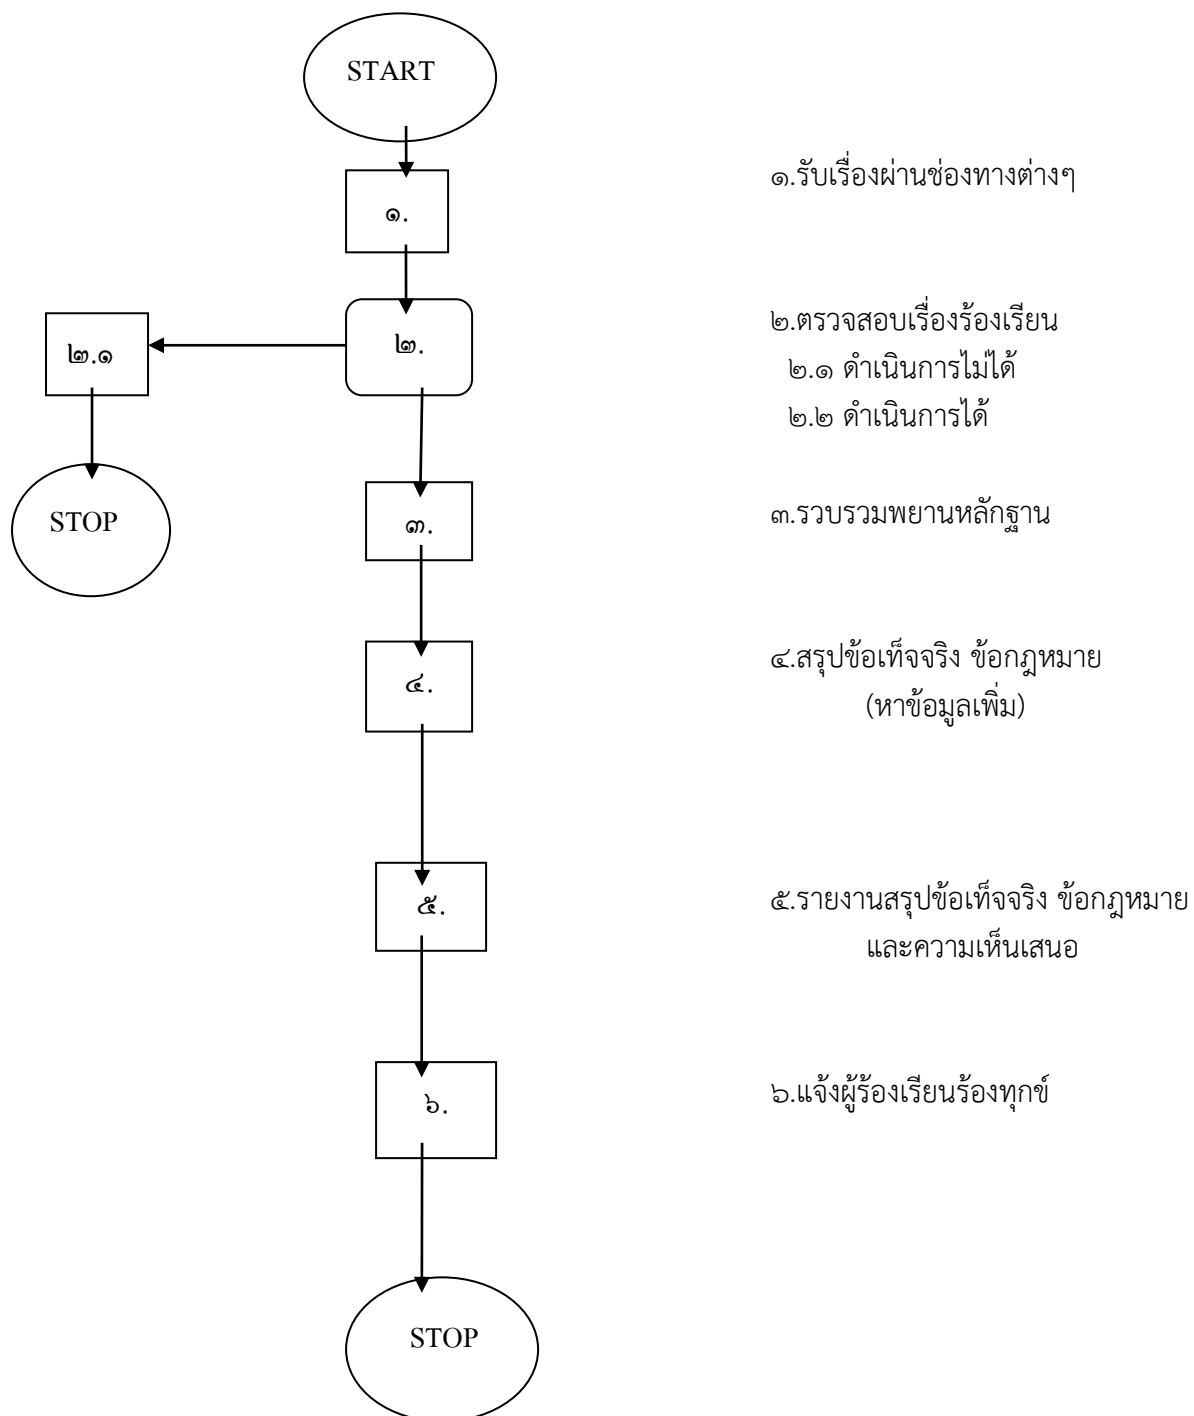 START
๑.
๑.รับเรื่องผ่านช่องทางต่างๆ
๒.๑
๒.
๒.ตรวจสอบเรื่องร้องเรียน
๒.๑ ดำเนินการไม่ได้
๒.๒ ดำเนินการได้
STOP
๓.
๓.รวบรวมพยานหลักฐาน
๔.
๔.สรุปข้อเท็จจริง ข้อกฎหมาย
(หาข้อมูลเพิ่ม)
๕.
๕.รายงานสรุปข้อเท็จจริง ข้อกฎหมาย
และความเห็นเสนอ
๖.
๖.แจ้งผู้ร้องเรียนร้องทุกข์
STOP